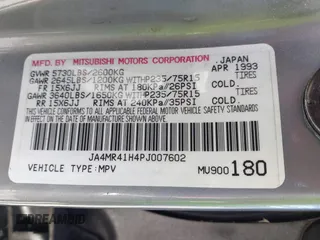 MFD. BY MITSUBISHI MOTORS CORPORATION, JAPAN
GVWR 5730LBS/2600KG APR 1993
GAWR 2645LBS/1200KG WITH P235/75R15 TIRES
FR 15X6JJ RIMS AT 180KPA/26PSI COLD
GAWR 3640LBS/1650KG WITH P235/75R15 TIRES
RR 15X6JJ RIMS AT 240KPA/35PSI COLD
THIS VEHICLE CONFORMS TO ALL APPLICABLE FEDERAL MOTOR VEHICLE SAFETY STANDARDS IN EFFECT ON THE DATE OF MANUFACTURE SHOWN ABOVE.
JA4MR41H4PJ007602
VEHICLE TYPE:MPV MU900180
DREAMBID